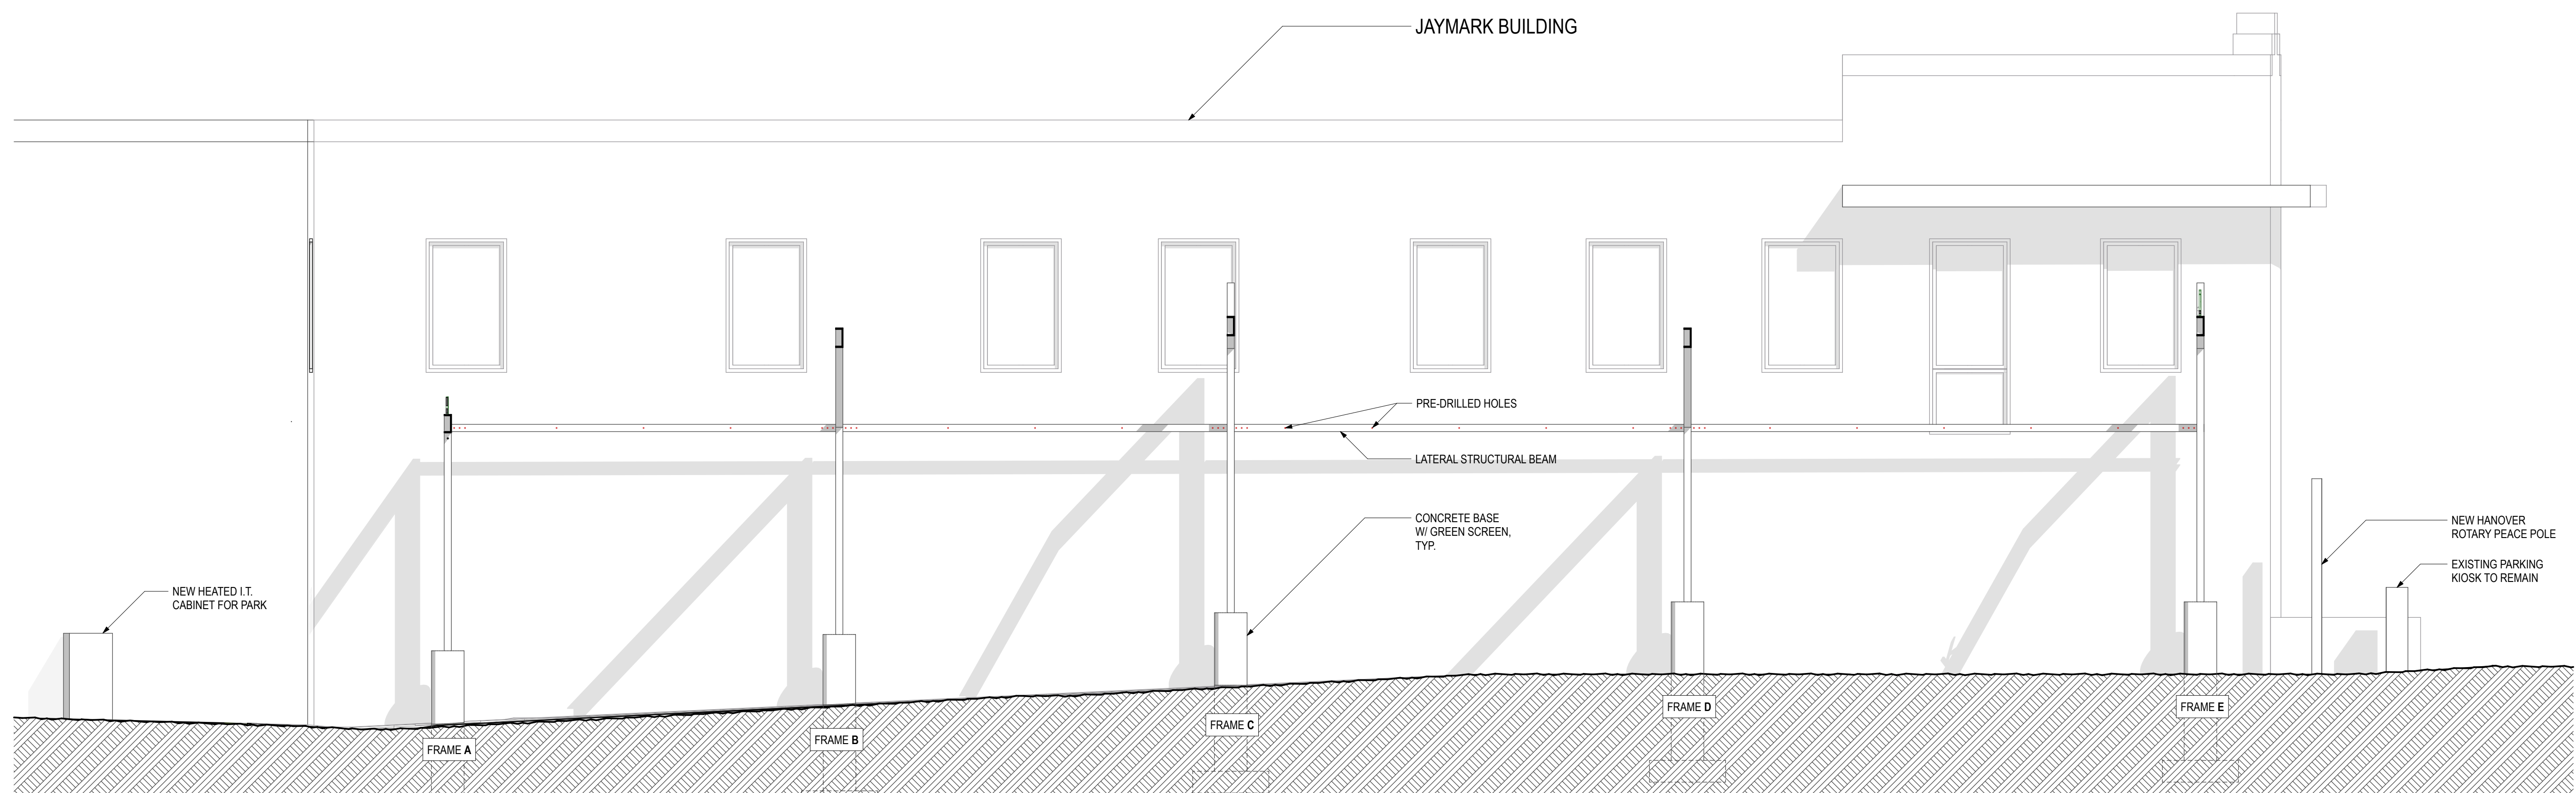 JAYMARK BUILDING
PRE-DRILLED HOLES
LATERAL STRUCTURAL BEAM
CONCRETE BASE
W/ GREEN SCREEN,
TYP.
NEW HANOVER
ROTARY PEACE POLE
EXISTING PARKING
KIOSK TO REMAIN
NEW HEATED I.T.
CABINET FOR PARK
FRAME A
FRAME B
FRAME C
FRAME D
FRAME E